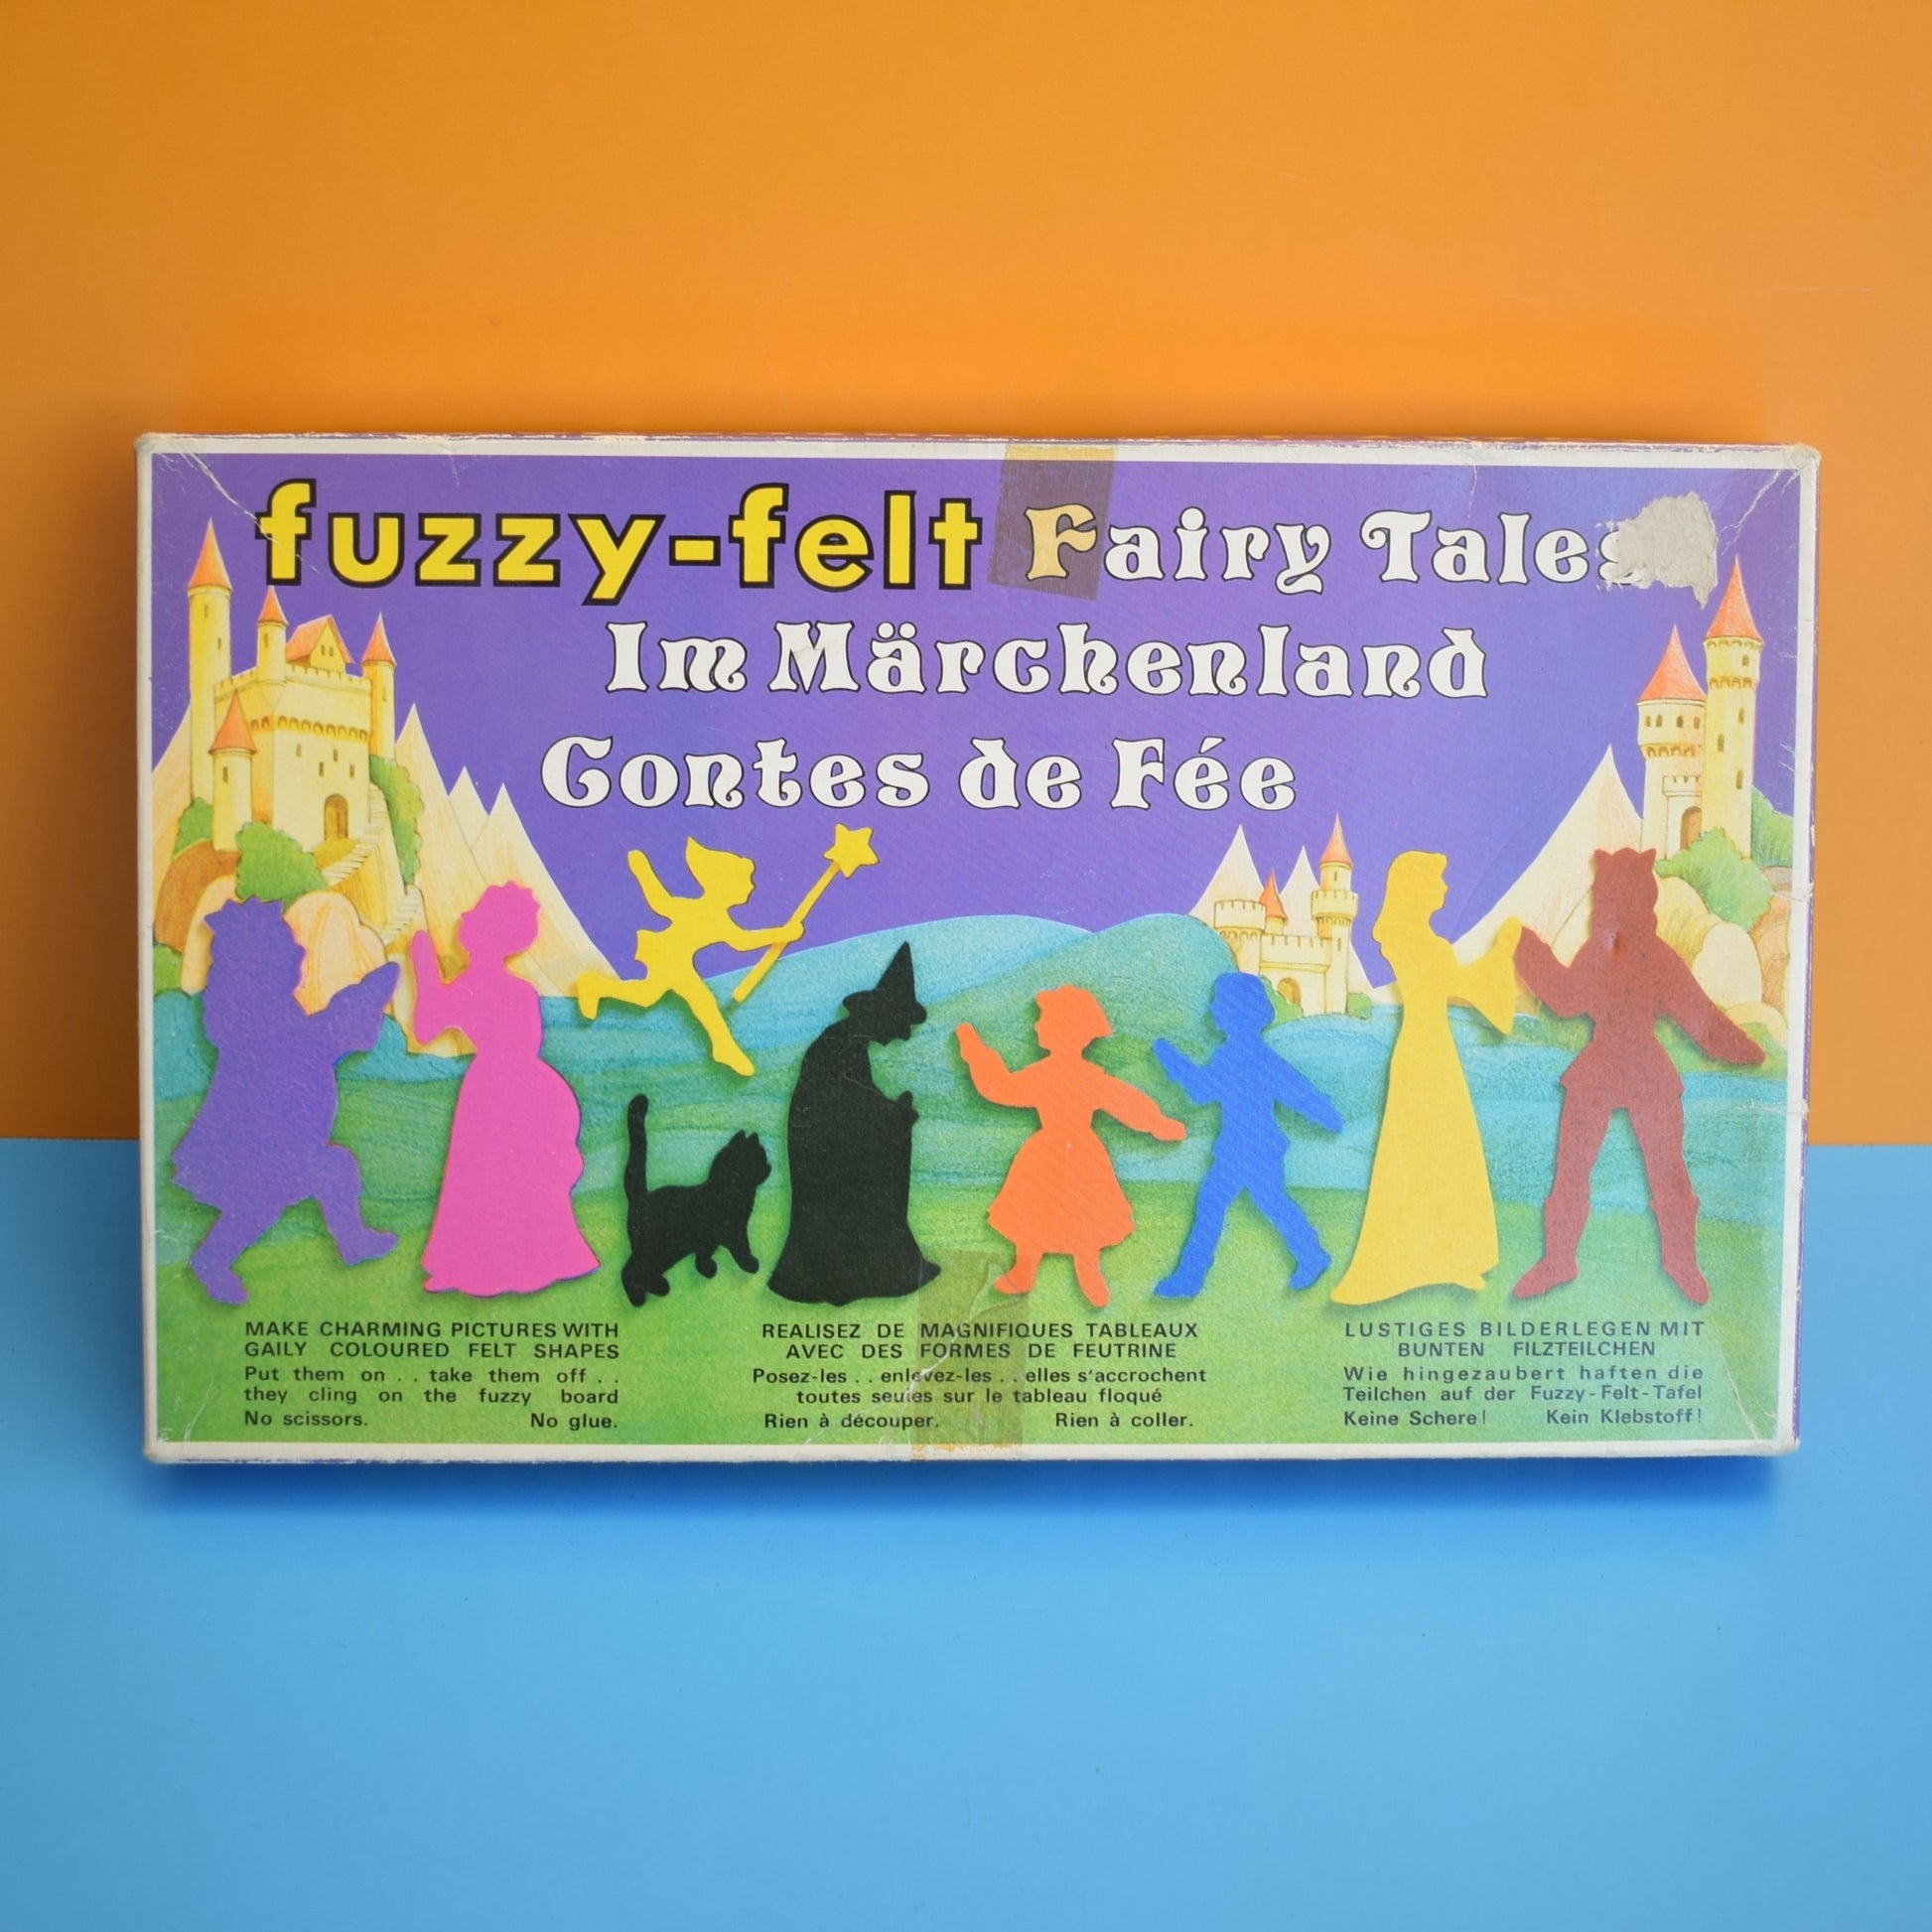 fuzzy-felt Fairy Tales
Im Märchenland
Contes de Fée
MAKE CHARMING PICTURES WITH
GAILY COLOURED FELT SHAPES
Put them on . . take them off . .
they cling on the fuzzy board
No scissors. No glue.
REALISEZ DE MAGNIFIQUES TABLEAUX
AVEC DES FORMES DE FEUTRINE
Posez-les . . enlevez-les . . elles s'accrochent
toutes seules sur le tableau floqué
Rien à découper. Rien à coller.
LUSTIGES BILDERLEGEN MIT
BUNTEN FILZTEILCHEN
Wie hingezaubert haften die
Teilchen auf der Fuzzy-Felt-Tafel
Keine Schere! Kein Klebstoff!